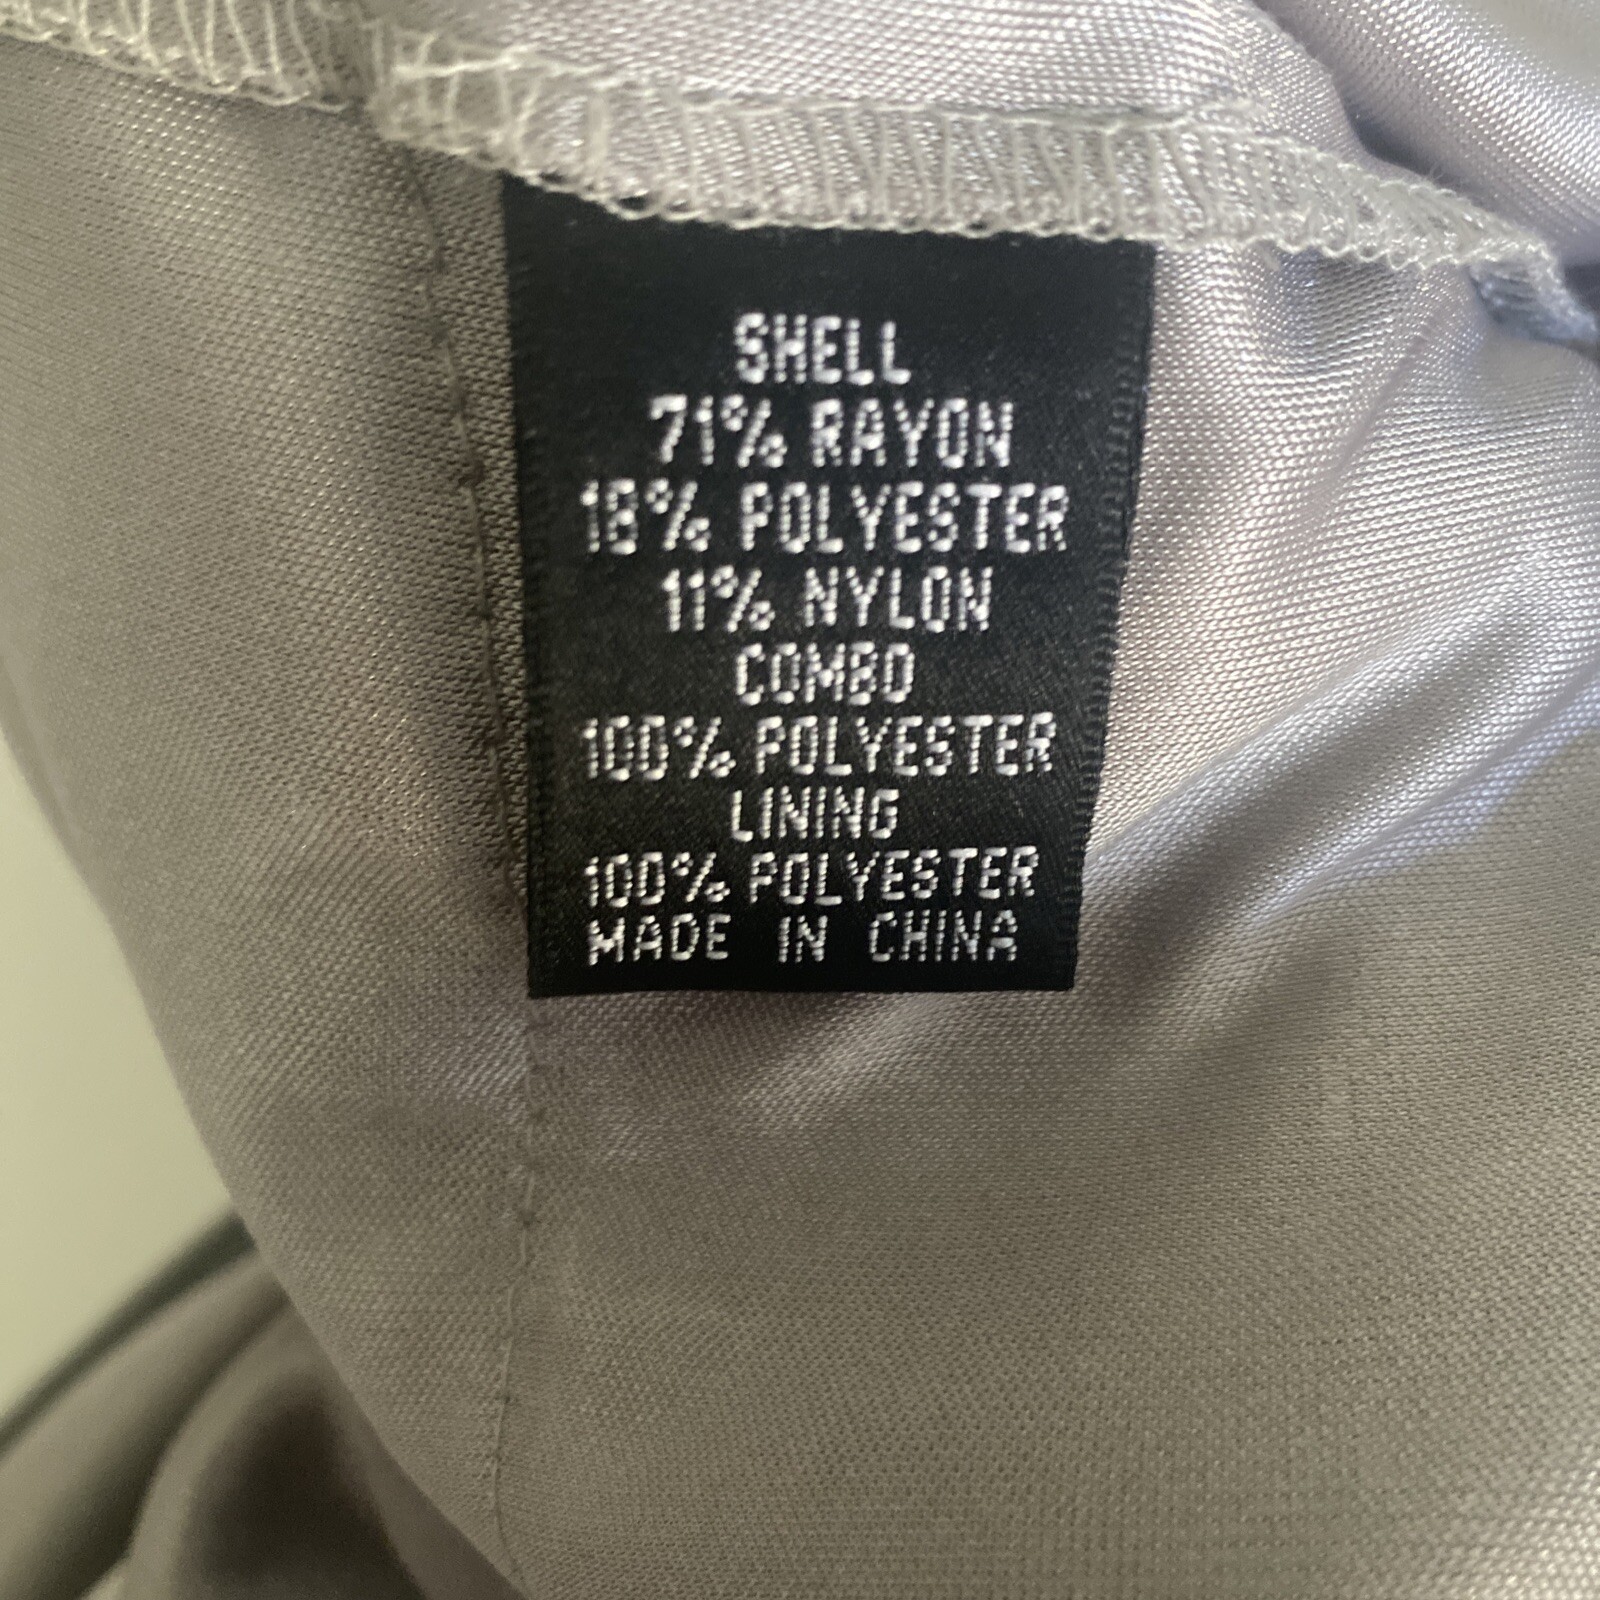 SHELL
71% RAYON
18% POLYESTER
11% NYLON
COMBO
100% POLYESTER
LINING
100% POLYESTER
MADE IN CHINA